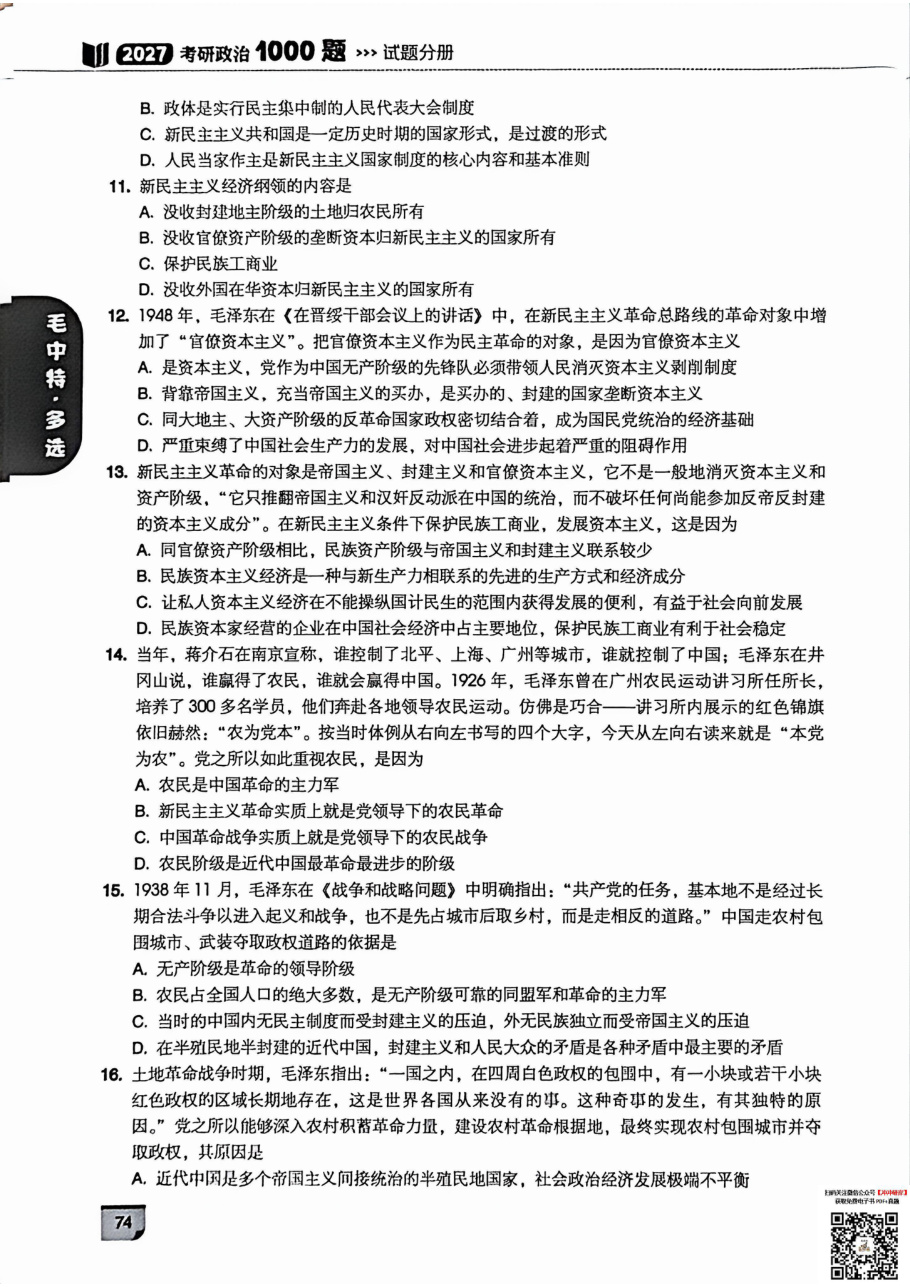 2027 考研政治1000题 >>> 试题分册
B. 政体是实行民主集中制的人民代表大会制度
C. 新民主主义共和国是一定历史时期的国家形式，是过渡的形式
D. 人民当家作主是新民主主义国家制度的核心内容和基本准则
11. 新民主主义经济纲领的内容是
A. 没收封建地主阶级的土地归农民所有
B. 没收官僚资产阶级的垄断资本归新民主主义的国家所有
C. 保护民族工商业
D. 没收外国在华资本归新民主主义的国家所有
毛中特·多选
12. 1948 年，毛泽东在《在晋绥干部会议上的讲话》中，在新民主主义革命总路线的革命对象中增
加了“官僚资本主义”。把官僚资本主义作为民主革命的对象，是因为官僚资本主义
A. 是资本主义，党作为中国无产阶级的先锋队必须带领人民消灭资本主义剥削制度
B. 背靠帝国主义，充当帝国主义的买办，是买办的、封建的国家垄断资本主义
C. 同大地主、大资产阶级的反革命国家政权密切结合着，成为国民党统治的经济基础
D. 严重束缚了中国社会生产力的发展，对中国社会进步起着严重的阻碍作用
13. 新民主主义革命的对象是帝国主义、封建主义和官僚资本主义，它不是一般地消灭资本主义和
资产阶级，“它只推翻帝国主义和汉奸反动派在中国的统治，而不破坏任何尚能参加反帝反封建
的资本主义成分”。在新民主主义条件下保护民族工商业，发展资本主义，这是因为
A. 同官僚资产阶级相比，民族资产阶级与帝国主义和封建主义联系较少
B. 民族资本主义经济是一种与新生产力相联系的先进的生产方式和经济成分
C. 让私人资本主义经济在不能操纵国计民生的范围内获得发展的便利，有益于社会向前发展
D. 民族资本家经营的企业在中国社会经济中占主要地位，保护民族工商业有利于社会稳定
14. 当年，蒋介石在南京宣称，谁控制了北平、上海、广州等城市，谁就控制了中国；毛泽东在井
冈山说，谁赢得了农民，谁就会赢得中国。1926 年，毛泽东曾在广州农民运动讲习所任所长，
培养了 300 多名学员，他们奔赴各地领导农民运动。仿佛是巧合——讲习所内展示的红色锦旗
依旧赫然：“农为党本”。按当时体例从右向左书写的四个大字，今天从左向右读来就是“本党
为农”。党之所以如此重视农民，是因为
A. 农民是中国革命的主力军
B. 新民主主义革命实质上就是党领导下的农民革命
C. 中国革命战争实质上就是党领导下的农民战争
D. 农民阶级是近代中国最革命最进步的阶级
15. 1938 年 11 月，毛泽东在《战争和战略问题》中明确指出：“共产党的任务，基本地不是经过长
期合法斗争以进入起义和战争，也不是先占城市后取乡村，而是走相反的道路。”中国走农村包
围城市、武装夺取政权道路的依据是
A. 无产阶级是革命的领导阶级
B. 农民占全国人口的绝大多数，是无产阶级可靠的同盟军和革命的主力军
C. 当时的中国内无民主制度而受封建主义的压迫，外无民族独立而受帝国主义的压迫
D. 在半殖民地半封建的近代中国，封建主义和人民大众的矛盾是各种矛盾中最主要的矛盾
16. 土地革命战争时期，毛泽东指出：“一国之内，在四周白色政权的包围中，有一小块或若干小块
红色政权的区域长期地存在，这是世界各国从来没有的事。这种奇事的发生，有其独特的原
因。”党之所以能够深入农村积蓄革命力量，建设农村革命根据地，最终实现农村包围城市并夺
取政权，其原因是
A. 近代中国是多个帝国主义间接统治的半殖民地国家，社会政治经济发展极端不平衡
74
扫码关注微信公众号
获取免费电子书PDF+真题